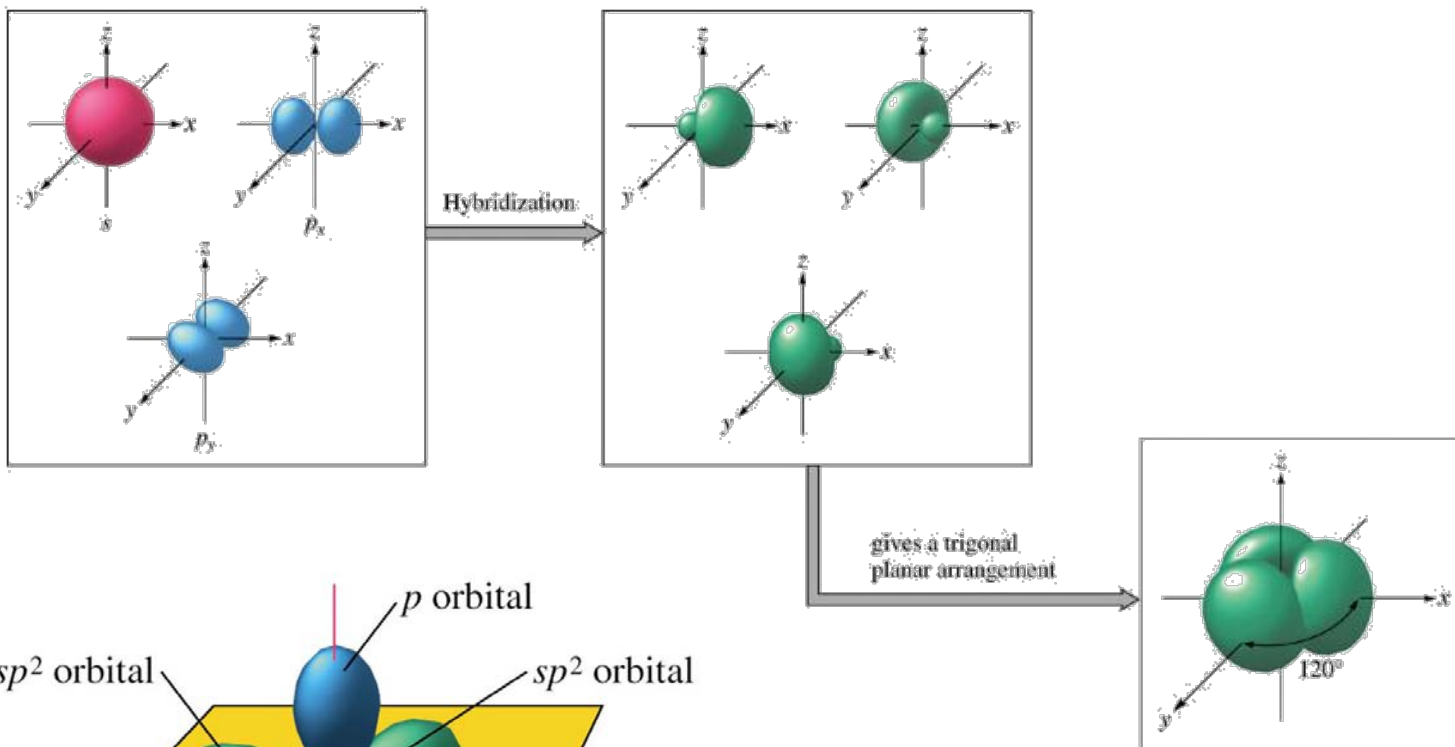 z
z
x
x
y
y
s
pₓ
z
x
y
pᵧ
Hybridization
z
z
x
x
y
y
z
x
y
gives a trigonal
planar arrangement
z
x
120°
y
p orbital
sp² orbital
sp² orbital